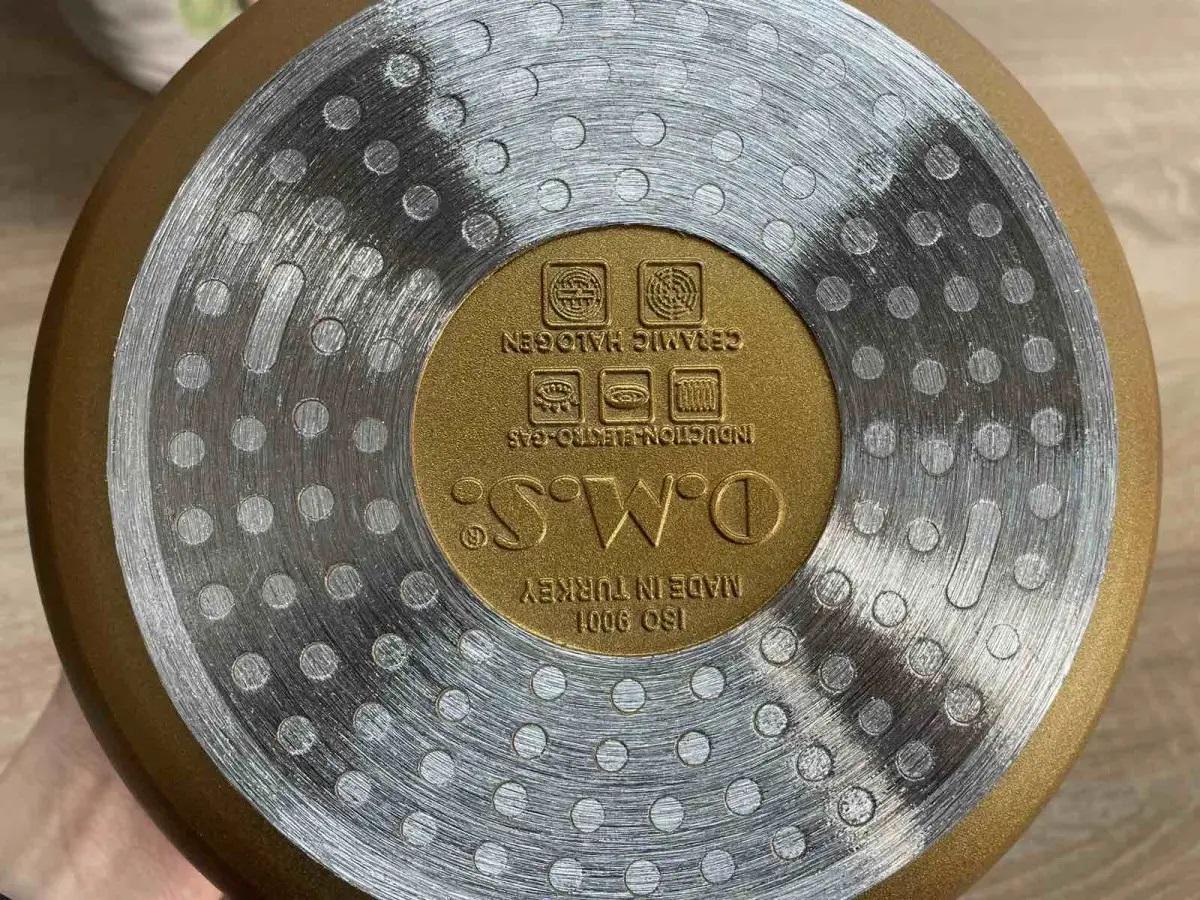 ISO 9001
MADE IN TURKEY
O.M.S.®
INDUCTION-ELEKTRO-GAS
CERAMIC HALOGEN